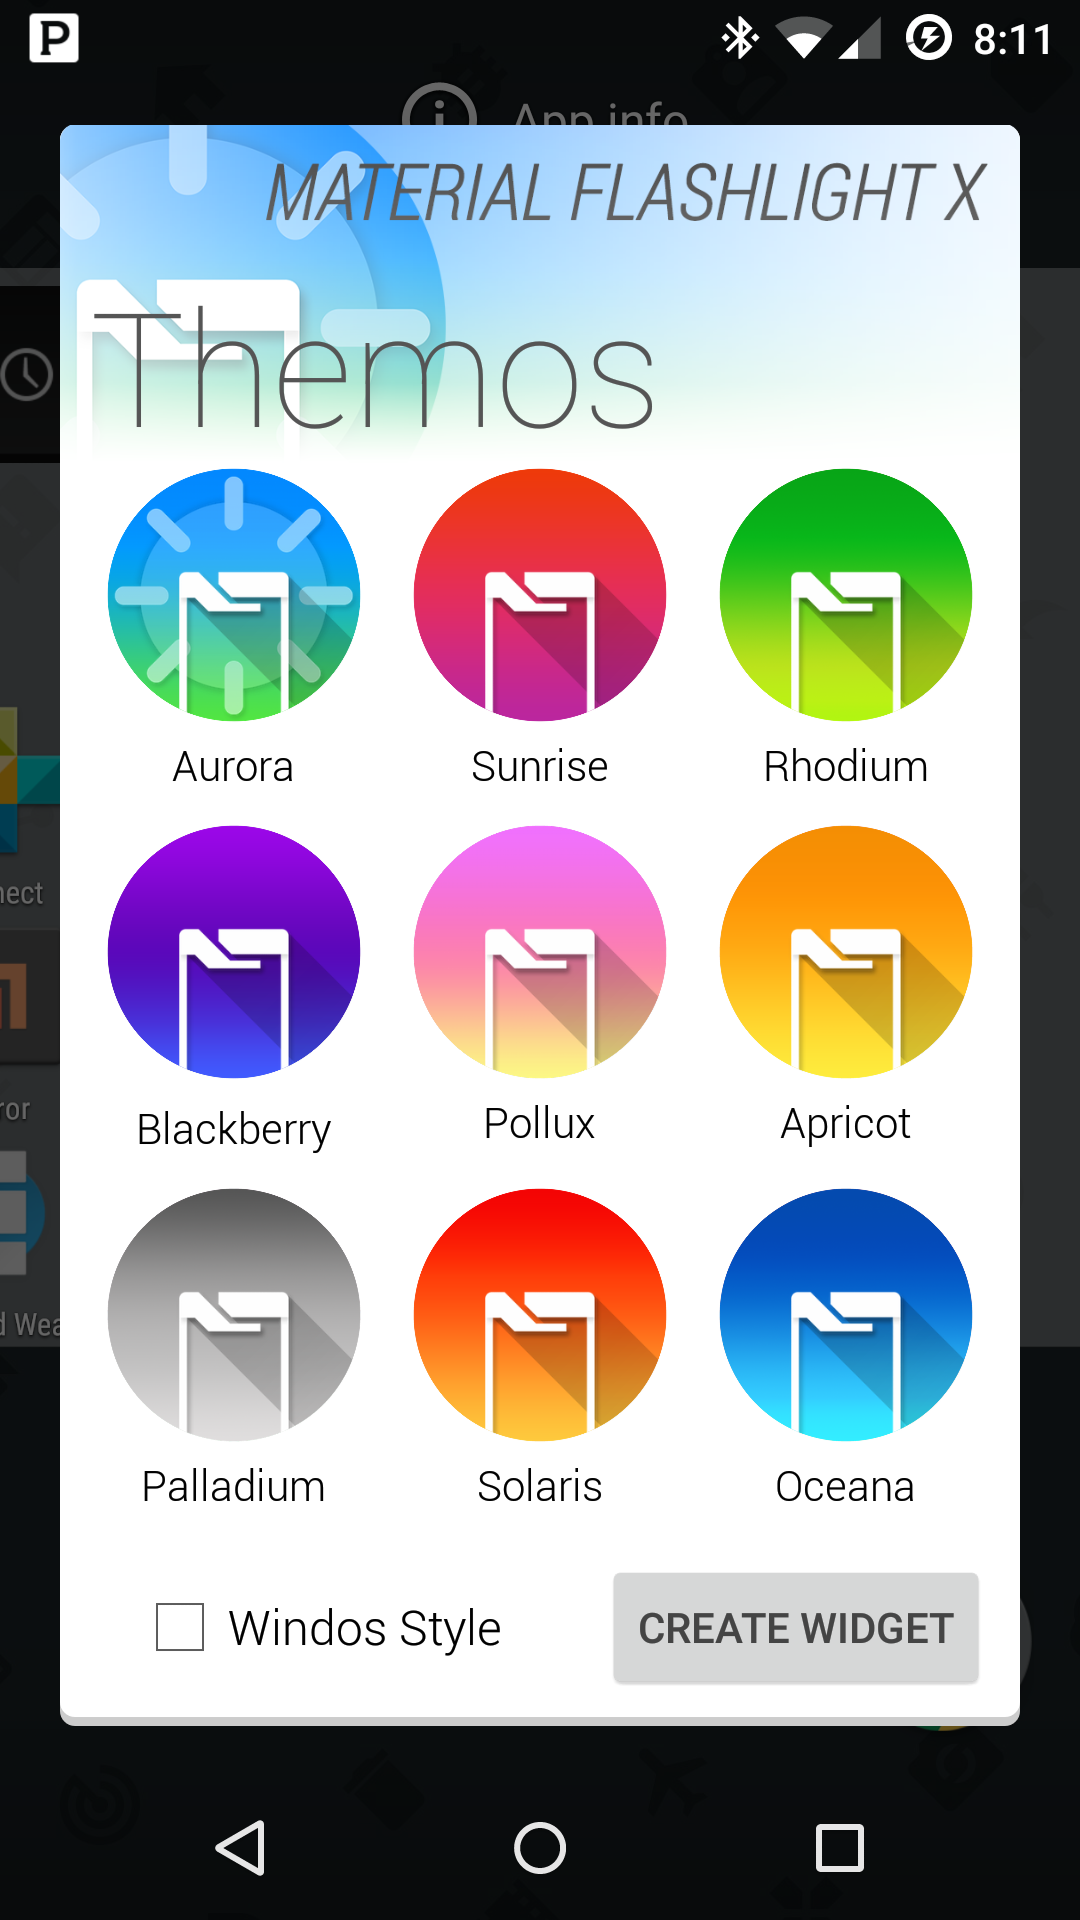 P
8:11
App info
MATERIAL FLASHLIGHT X
Themos
Aurora
Sunrise
Rhodium
nect
Blackberry
Pollux
Apricot
ror
d Wea
Palladium
Solaris
Oceana
Windos Style
CREATE WIDGET